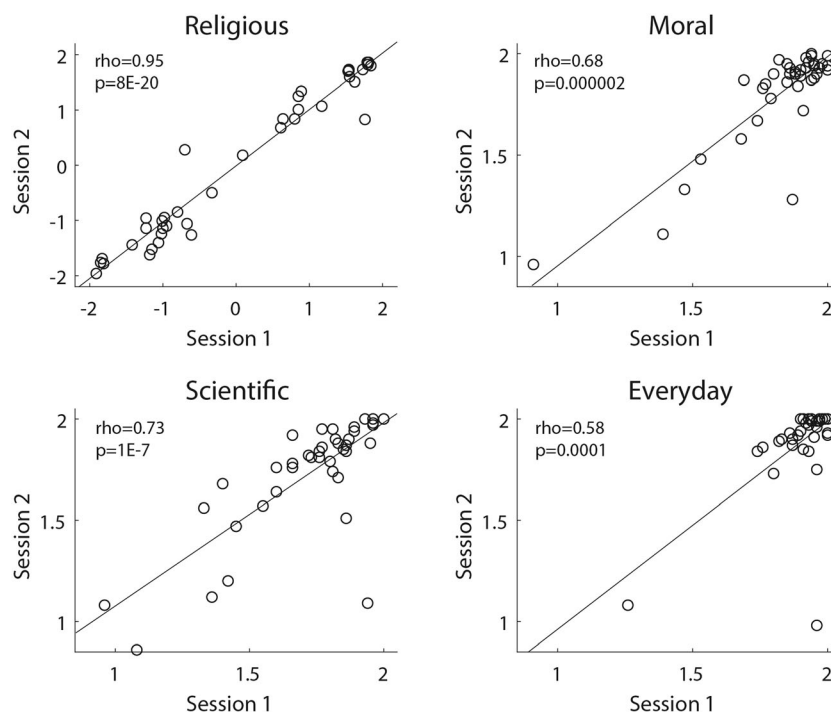 Religious
rho=0.95
p=8E-20
2
1
0
-1
-2
Session 2
-2
-1
0
1
2
Session 1
Moral
rho=0.68
p=0.000002
2
1.5
1
Session 2
1
1.5
2
Session 1
Scientific
rho=0.73
p=1E-7
2
1.5
1
Session 2
1
1.5
2
Session 1
Everyday
rho=0.58
p=0.0001
2
1.5
1
Session 2
1
1.5
2
Session 1